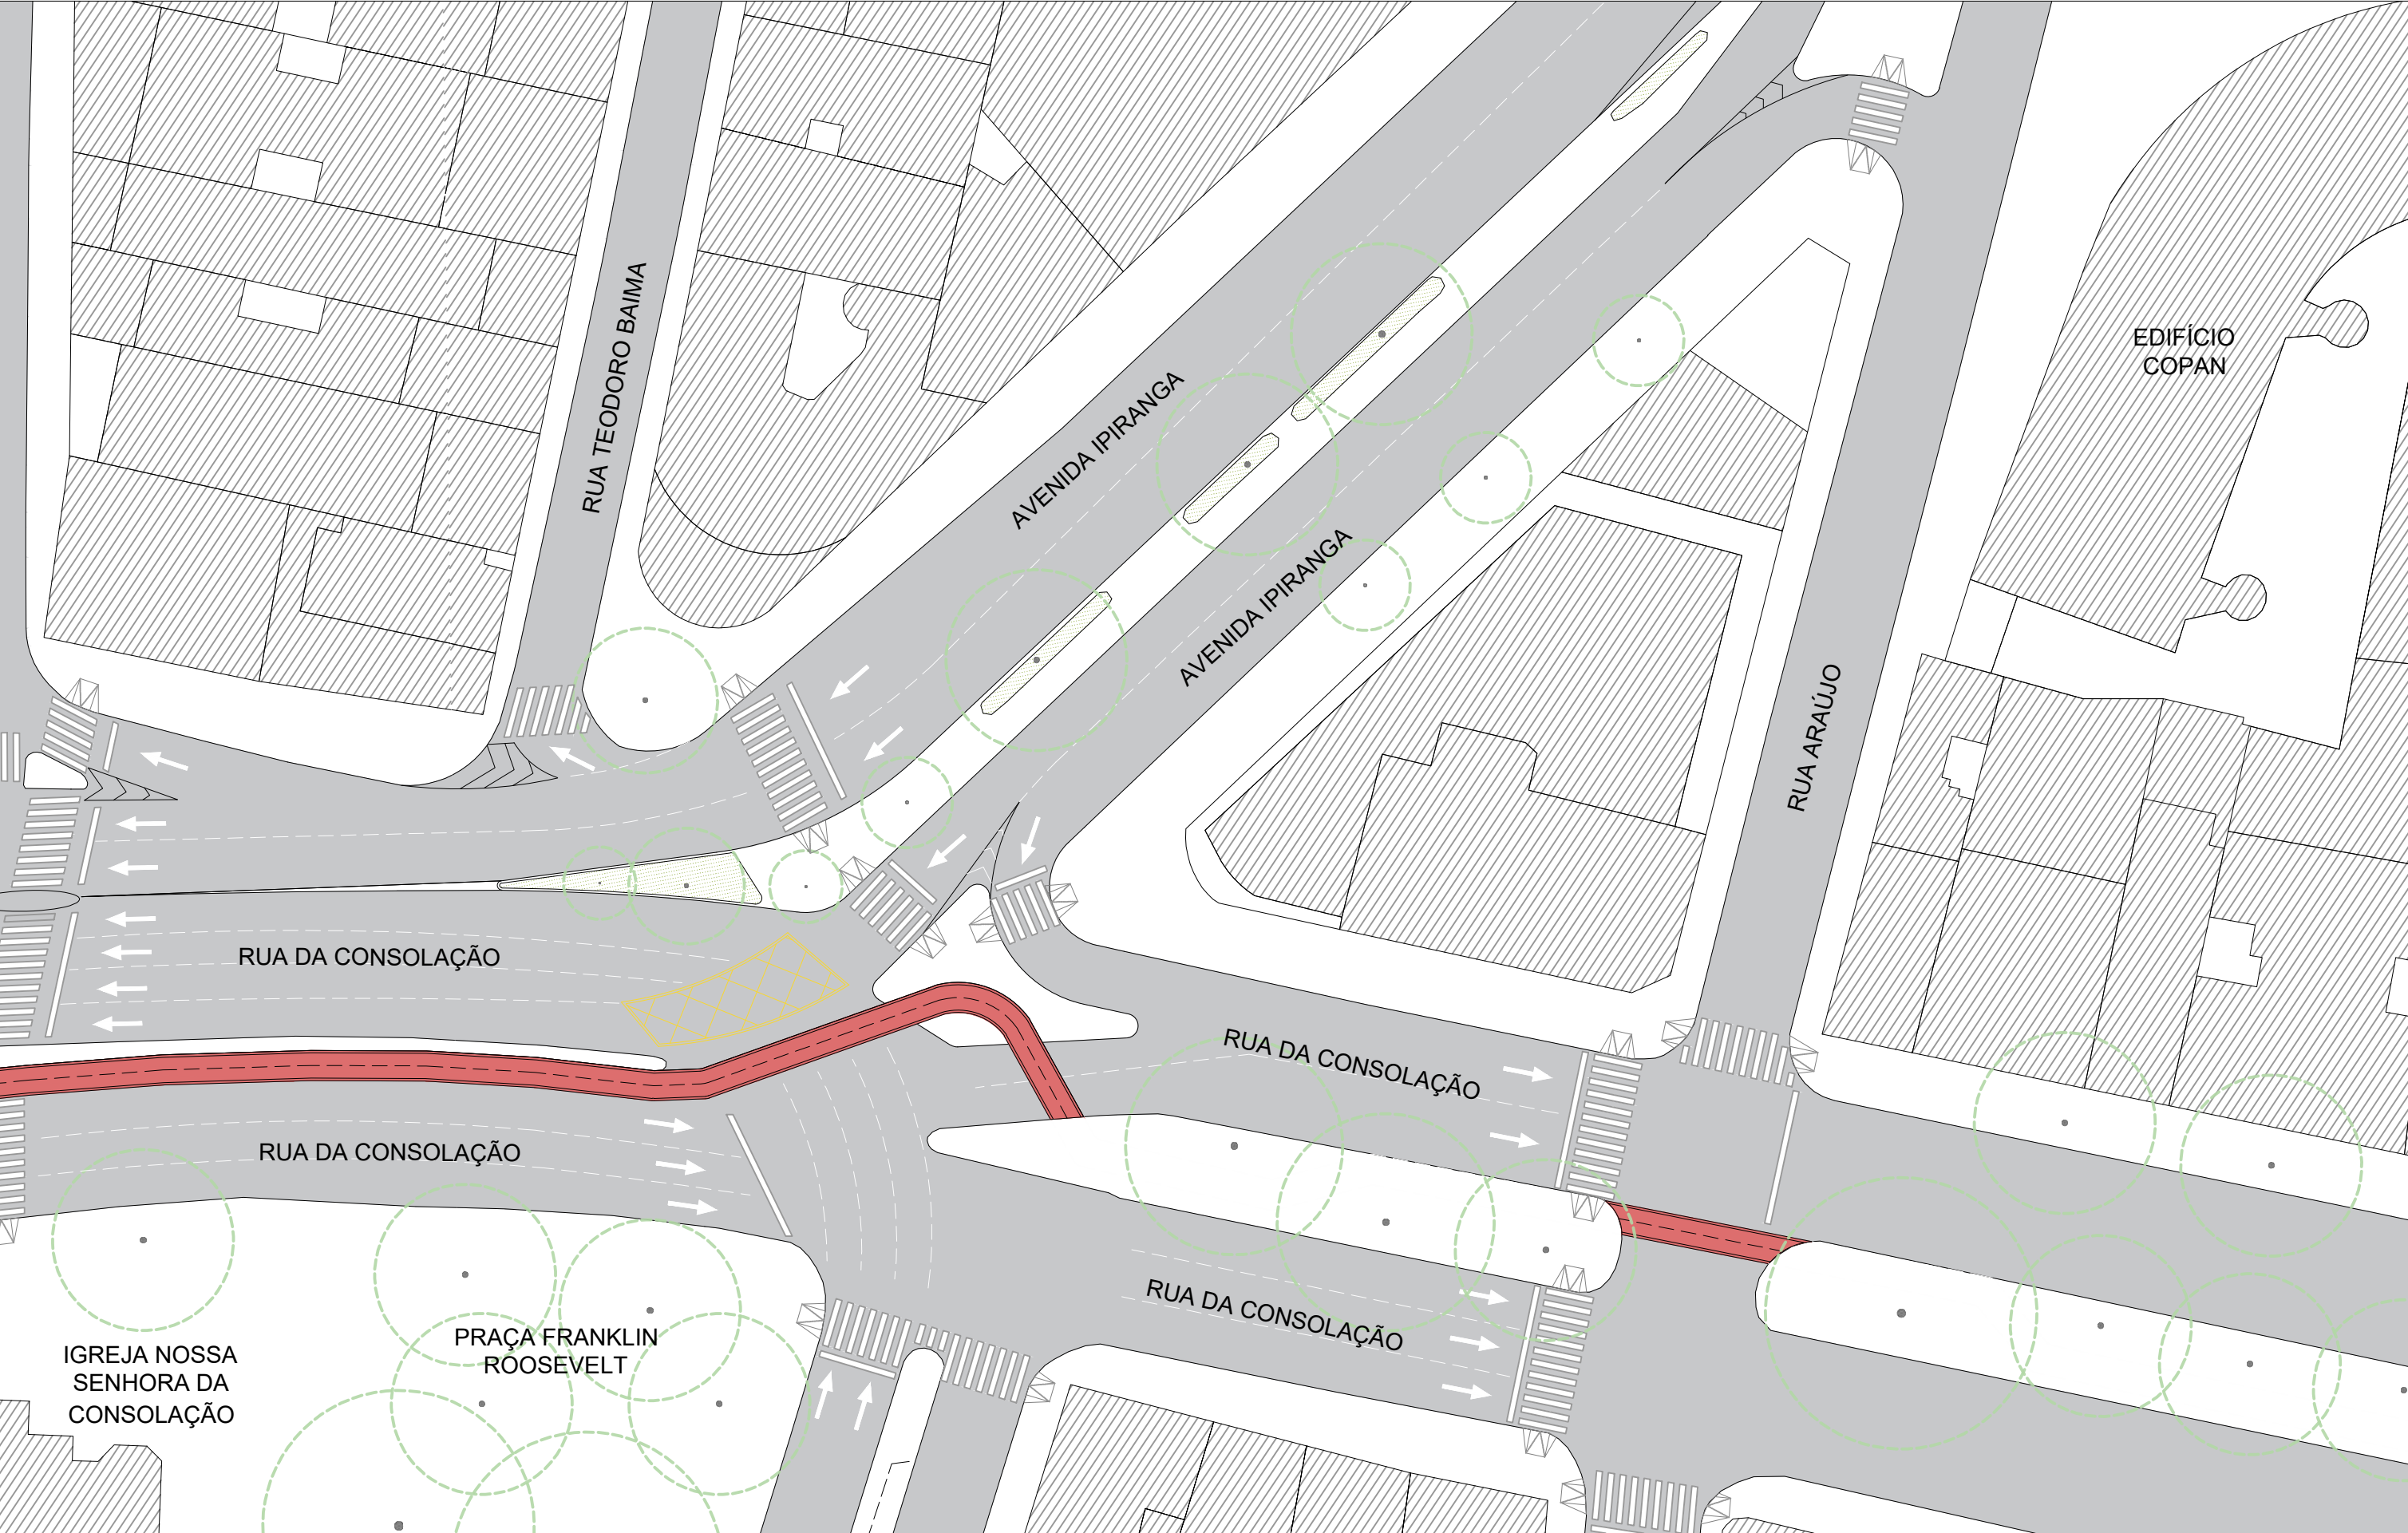 RUA TEODORO BAIMA
AVENIDA IPIRANGA
AVENIDA IPIRANGA
EDIFÍCIO
COPAN
RUA ARAÚJO
RUA DA CONSOLAÇÃO
RUA DA CONSOLAÇÃO
RUA DA CONSOLAÇÃO
RUA DA CONSOLAÇÃO
PRAÇA FRANKLIN
ROOSEVELT
IGREJA NOSSA
SENHORA DA
CONSOLAÇÃO